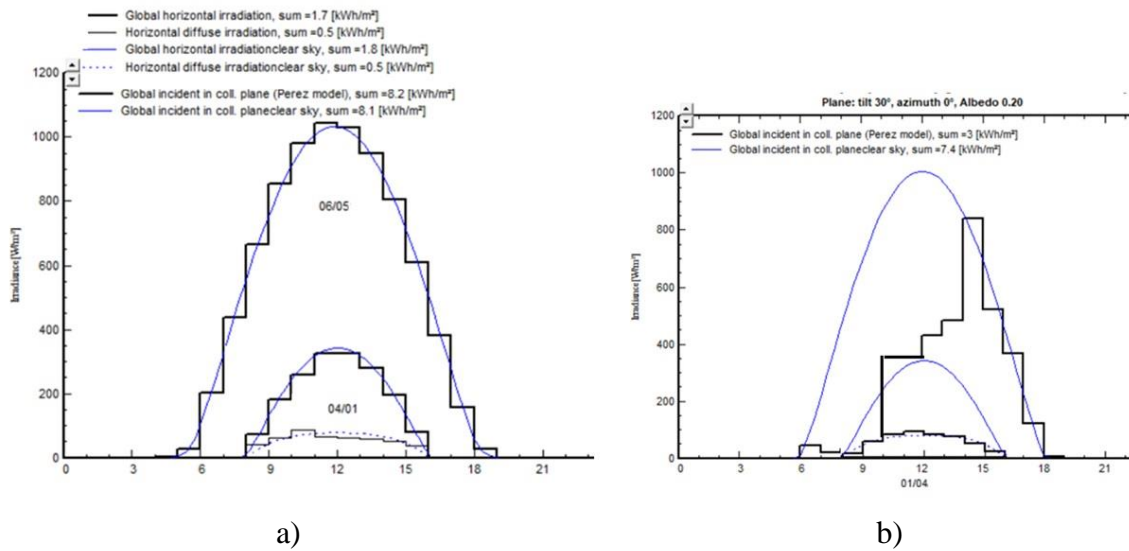 Global horizontal irradiation, sum =1.7 [kWh/m²]
Horizontal diffuse irradiation, sum =0.5 [kWh/m²]
Global horizontal irradiationclear sky, sum =1.8 [kWh/m²]
Horizontal diffuse irradiationclear sky, sum =0.5 [kWh/m²]
Global incident in coll. plane (Perez model), sum =8.2 [kWh/m²]
Global incident in coll. planeclear sky, sum =8.1 [kWh/m²]
1200
1000
800
600
400
200
0
Irradiance [W/m²]
06/05
04/01
0 3 6 9 12 15 18 21
a)
Plane: tilt 30°, azimuth 0°, Albedo 0.20
Global incident in coll. plane (Perez model), sum =3 [kWh/m²]
Global incident in coll. planeclear sky, sum =7.4 [kWh/m²]
1200
1000
800
600
400
200
0
Irradiance [W/m²]
0 3 6 9 12 15 18 21
01/04
b)